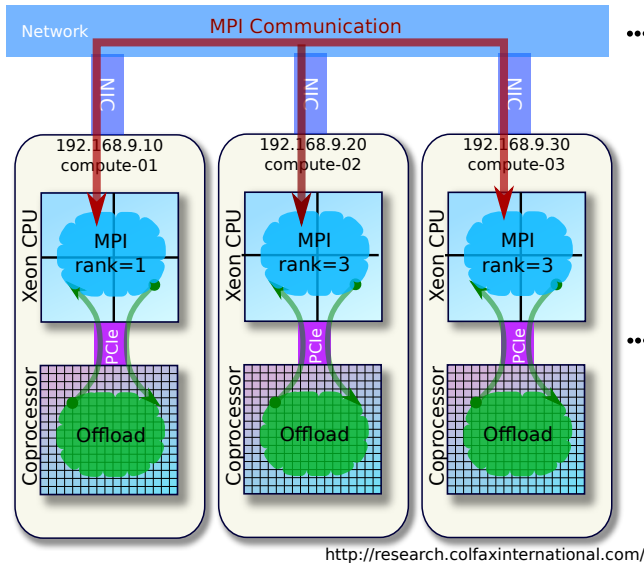 Network
MPI Communication
...
NIC
NIC
NIC
192.168.9.10
compute-01
192.168.9.20
compute-02
192.168.9.30
compute-03
Xeon CPU
MPI
rank=1
Xeon CPU
MPI
rank=3
Xeon CPU
MPI
rank=3
PCIe
PCIe
PCIe
...
Coprocessor
Offload
Coprocessor
Offload
Coprocessor
Offload
http://research.colfaxinternational.com/